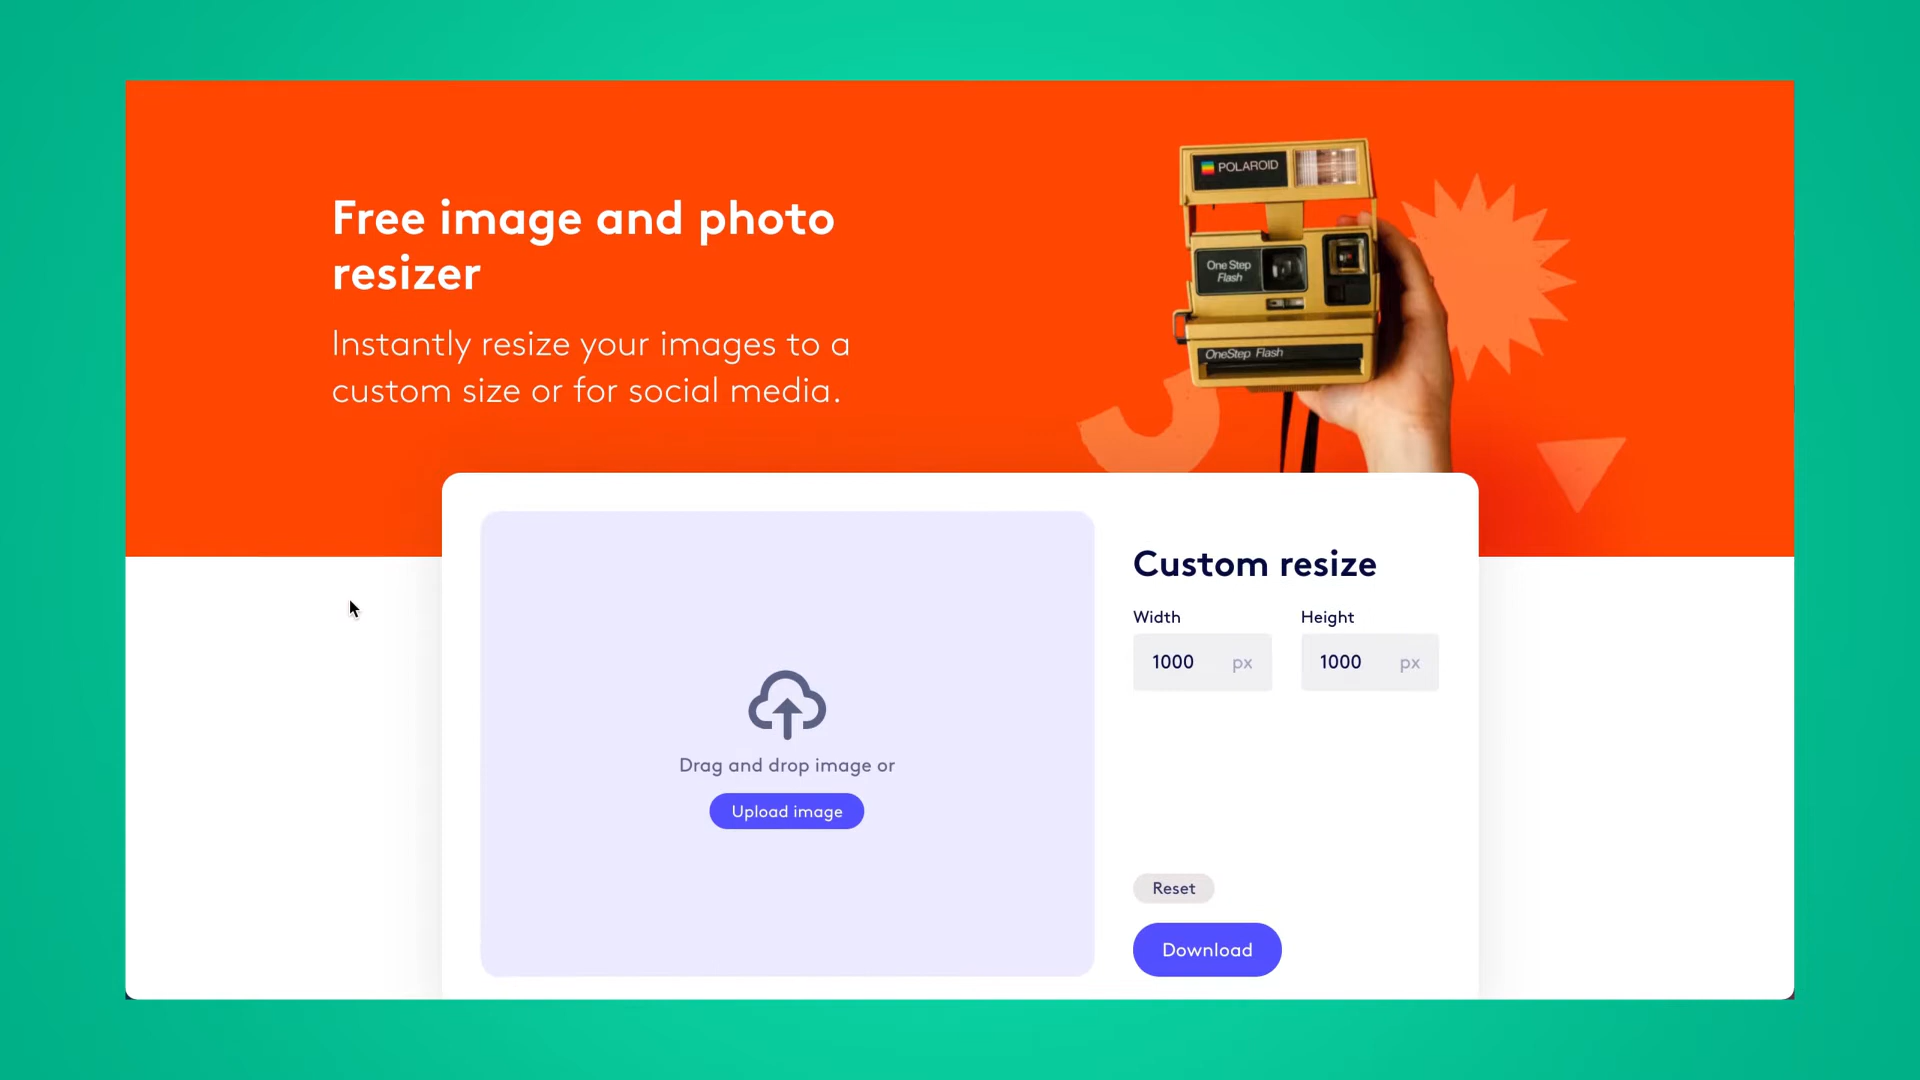 POLAROID
One Step
Flash
OneStep Flash
Free image and photo
resizer
Instantly resize your images to a
custom size or for social media.
Drag and drop image or
Upload image
Custom resize
Width Height
1000 px 1000 px
Reset
Download